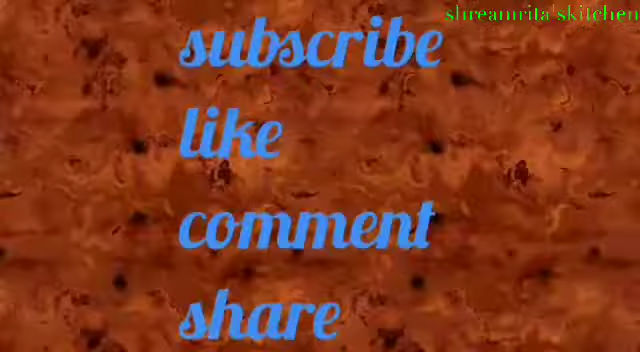 shreamrita'skitchen
subscribe
like
comment
share